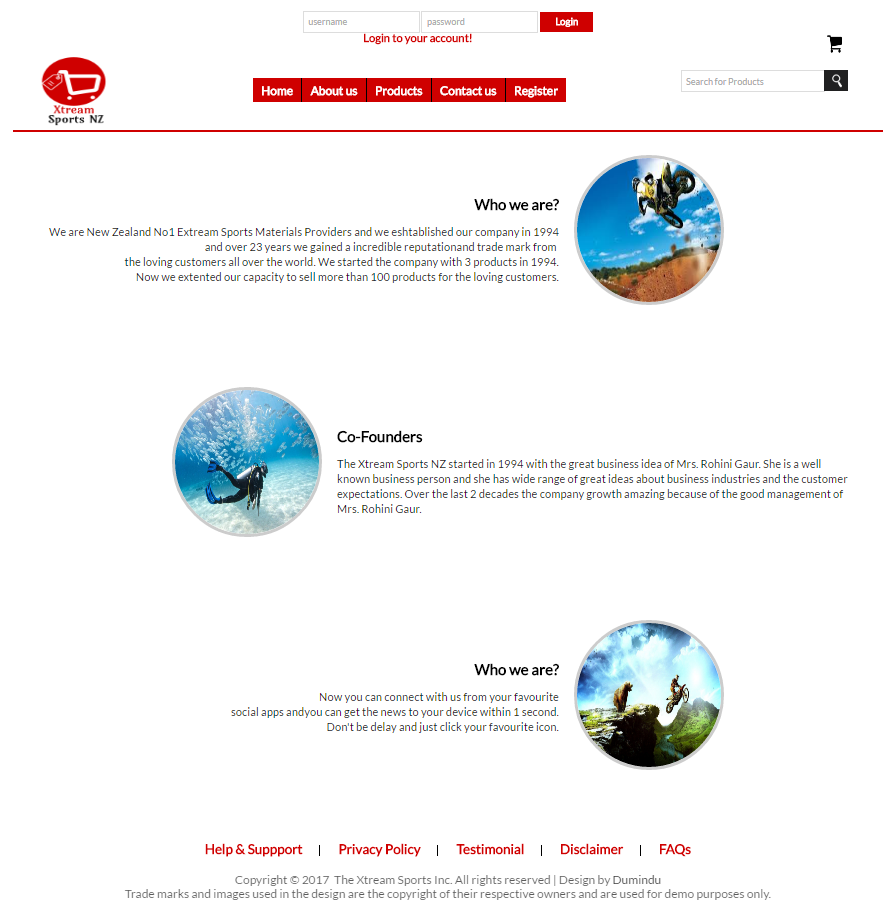 username password Login
Login to your account!
Xtream
Sports NZ
Home About us Products Contact us Register
Search for Products
Who we are?
We are New Zealand No1 Extream Sports Materials Providers and we eshtablished our company in 1994
and over 23 years we gained a incredible reputationand trade mark from
the loving customers all over the world. We started the company with 3 products in 1994.
Now we extented our capacity to sell more than 100 products for the loving customers.
Co-Founders
The Xtream Sports NZ started in 1994 with the great business idea of Mrs. Rohini Gaur. She is a well
known business person and she has wide range of great ideas about business industries and the customer
expectations. Over the last 2 decades the company growth amazing because of the good management of
Mrs. Rohini Gaur.
Who we are?
Now you can connect with us from your favourite
social apps andyou can get the news to your device within 1 second.
Don't be delay and just click your favourite icon.
Help & Suppport | Privacy Policy | Testimonial | Disclaimer | FAQs
Copyright © 2017 The Xtream Sports Inc. All rights reserved | Design by Dumindu
Trade marks and images used in the design are the copyright of their respective owners and are used for demo purposes only.